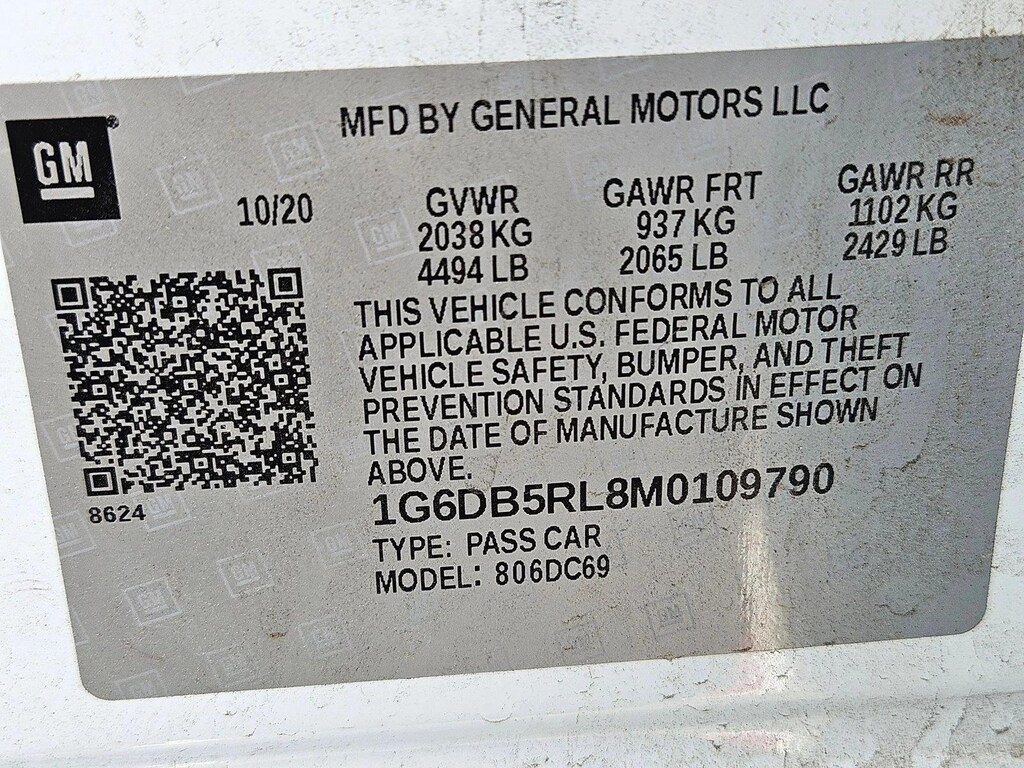 GM
MFD BY GENERAL MOTORS LLC
10/20
GVWR
2038 KG
4494 LB
GAWR FRT
937 KG
2065 LB
GAWR RR
1102 KG
2429 LB
THIS VEHICLE CONFORMS TO ALL
APPLICABLE U.S. FEDERAL MOTOR
VEHICLE SAFETY, BUMPER, AND THEFT
PREVENTION STANDARDS IN EFFECT ON
THE DATE OF MANUFACTURE SHOWN
ABOVE.
8624
1G6DB5RL8M0109790
TYPE: PASS CAR
MODEL: 806DC69